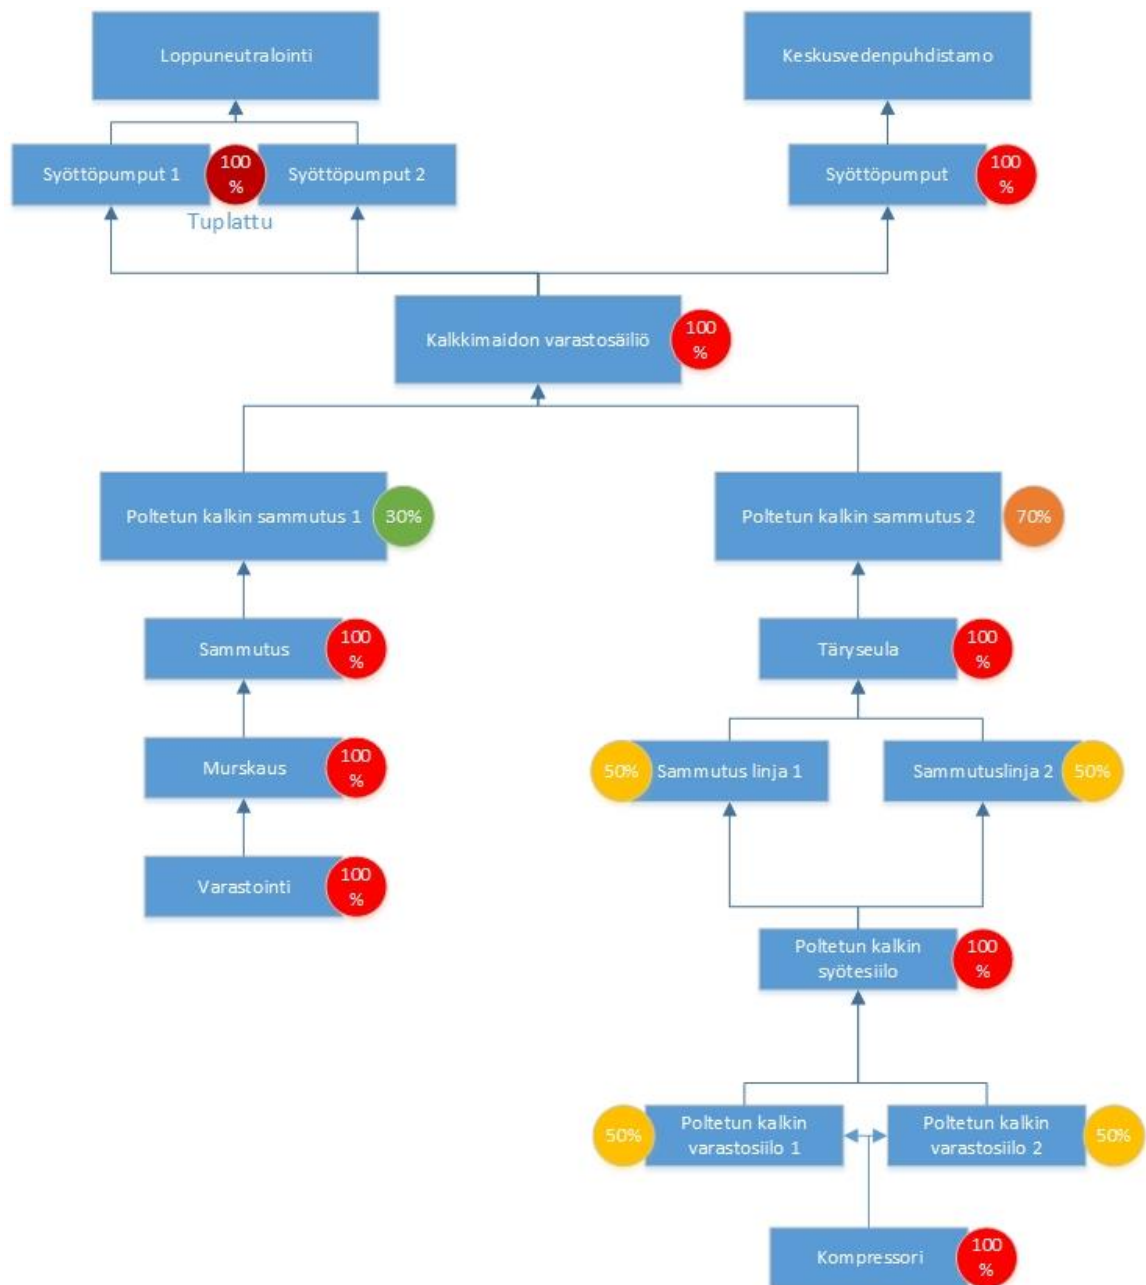 Loppuneutralointi
Keskusvedenpuhdistamo
Syöttöpumput 1
100
%
Syöttöpumput 2
Tuplattu
Syöttöpumput
100
%
Kalkkimaidon varastosäiliö
100
%
Poltetun kalkin sammutus 1
30%
Poltetun kalkin sammutus 2
70%
Sammutus
100
%
Täryseula
100
%
Murskaus
100
%
50%
Sammutus linja 1
Sammutuslinja 2
50%
Varastointi
100
%
Poltetun kalkin
syötesiilo
100
%
50%
Poltetun kalkin
varastosiilo 1
Poltetun kalkin
varastosiilo 2
50%
Kompressori
100
%